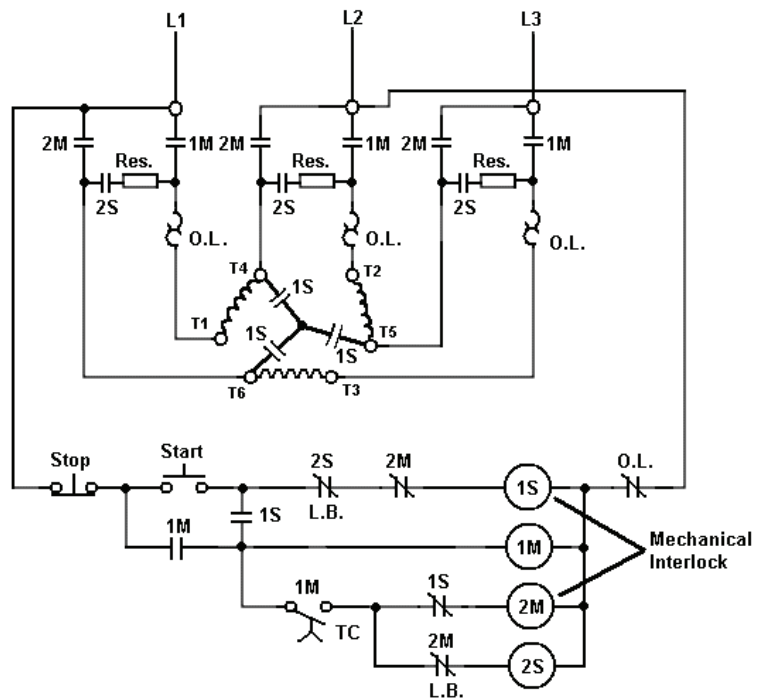 L1 L2 L3
2M 1M 2M 1M 2M 1M
Res. Res. Res.
2S 2S 2S
O.L. O.L. O.L.
T4 1S T2
T1 1S 1S T5
T6 T3
Stop Start 2S 2M 1S O.L.
L.B.
1S
1M 1M
Mechanical
Interlock
1M 1S 2M
TC
2M 2S
L.B.